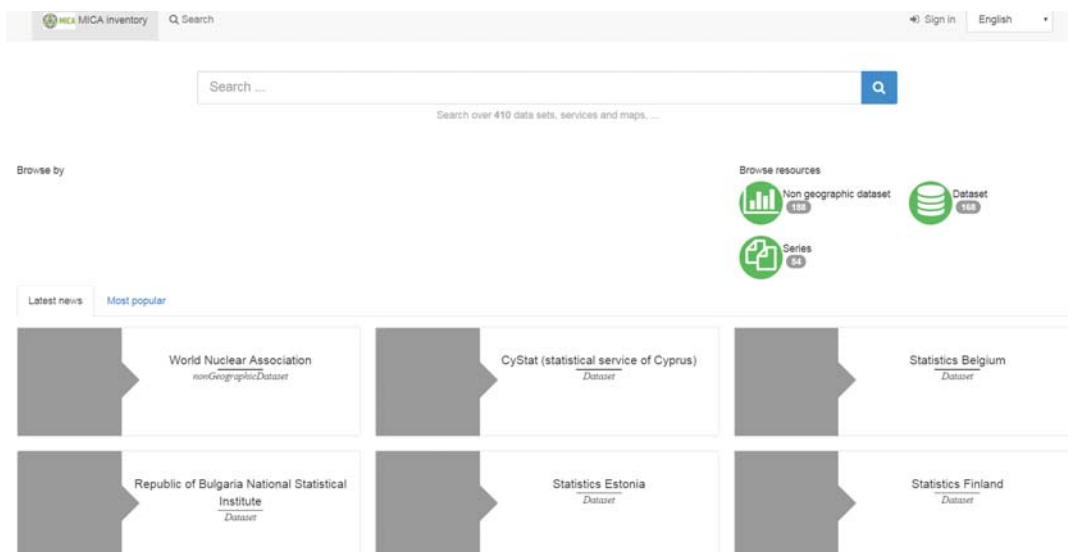 MICA MICA inventory Search Sign in English
Search ...
Search over 410 data sets, services and maps, ...
Browse by Browse resources
Non geographic dataset Dataset
188 168
Series
54
Latest news Most popular
World Nuclear Association CyStat (statistical service of Cyprus) Statistics Belgium
nonGeographicDataset Dataset Dataset
Republic of Bulgaria National Statistical Statistics Estonia Statistics Finland
Institute Dataset Dataset
Dataset